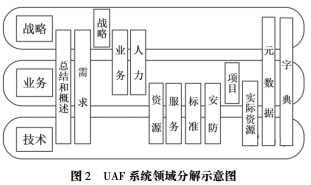 战略
业务
技术
总结和概述
需求
战略
业务
人力
资源
服务
标准
安防
项目
实际资源
元数据
字典
图2 UAF 系统领域分解示意图